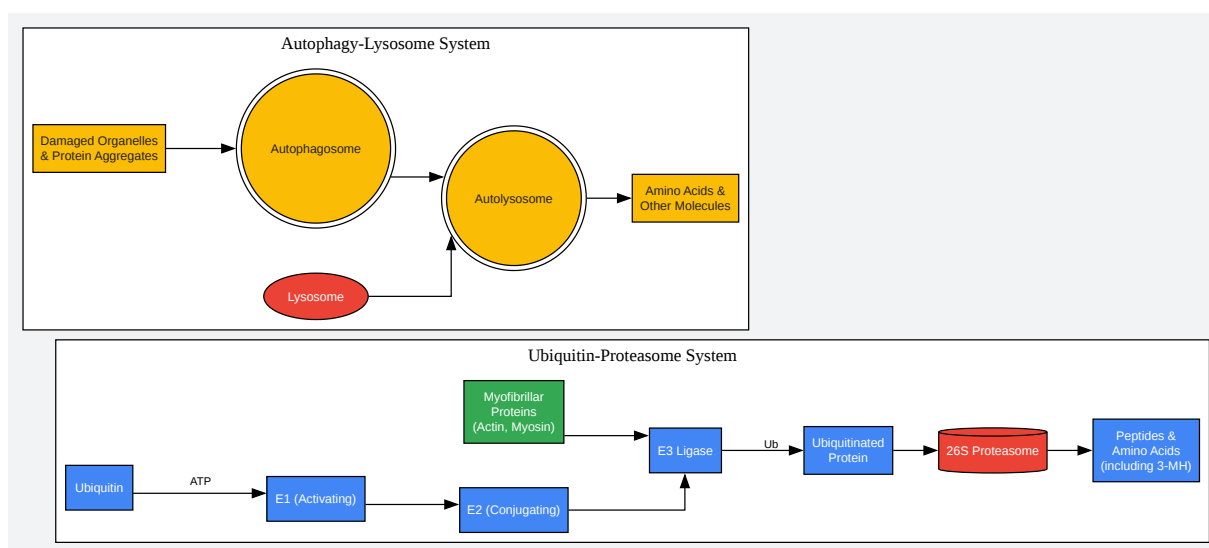 Autophagy-Lysosome System
Damaged Organelles
& Protein Aggregates
Autophagosome
Autolysosome
Amino Acids &
Other Molecules
Lysosome
Ubiquitin-Proteasome System
Myofibrillar
Proteins
(Actin, Myosin)
Ubiquitin
ATP
E1 (Activating)
E2 (Conjugating)
E3 Ligase
Ub
Ubiquitinated
Protein
26S Proteasome
Peptides &
Amino Acids
(including 3-MH)